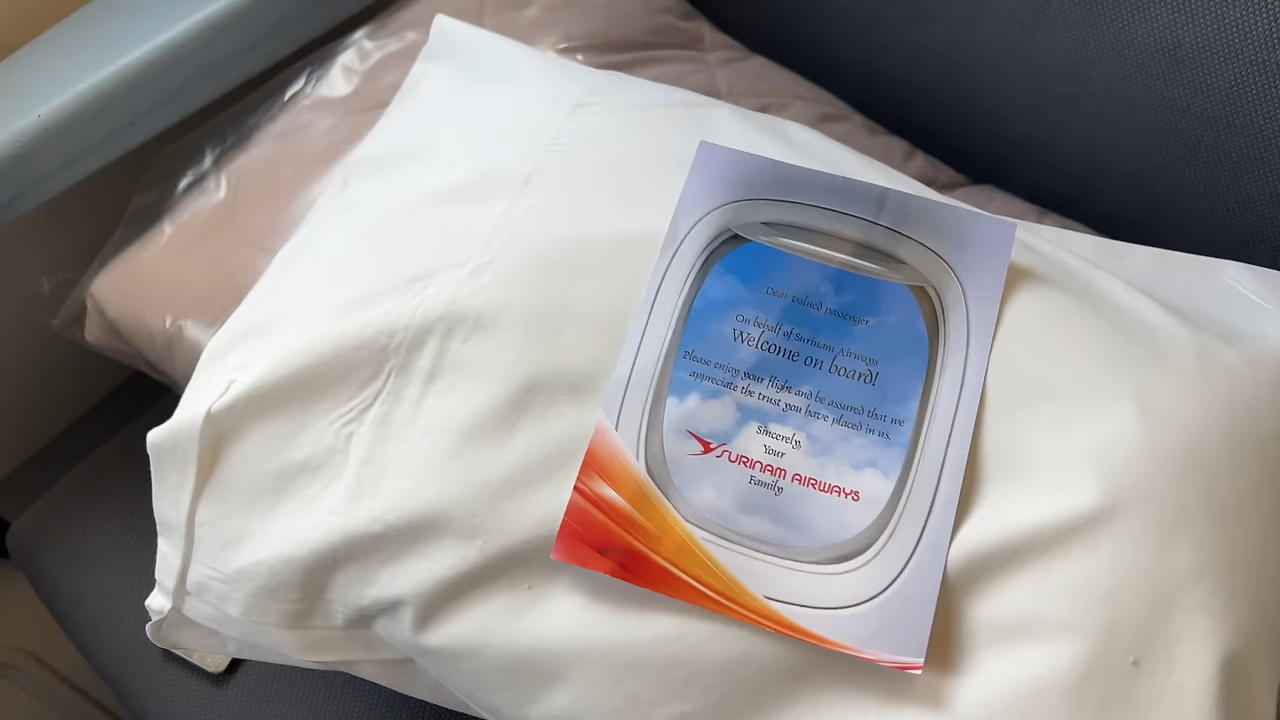 Dear valued passenger,
On behalf of Surinam Airways
Welcome on board!
Please enjoy your flight and be assured that we
appreciate the trust you have placed in us.
Sincerely,
Your
SURINAM AIRWAYS
Family